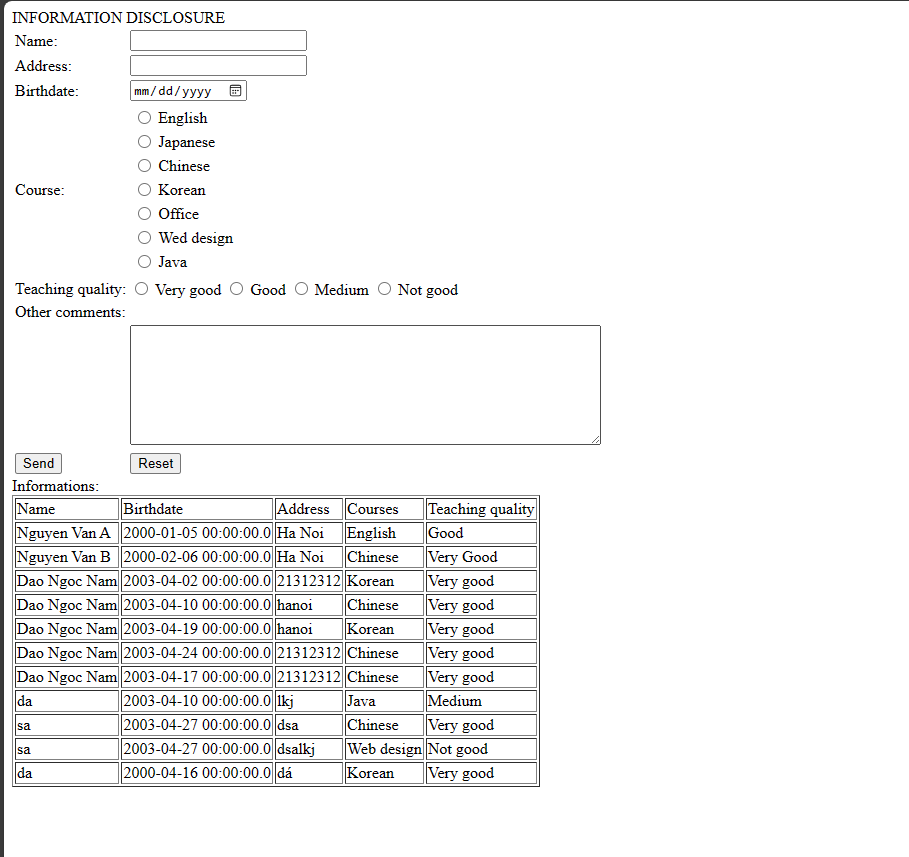 INFORMATION DISCLOSURE
Name:
Address:
Birthdate: mm/dd/yyyy
English
Japanese
Chinese
Course: Korean
Office
Wed design
Java
Teaching quality: Very good Good Medium Not good
Other comments:
Send Reset
Informations:
Name Birthdate Address Courses Teaching quality
Nguyen Van A 2000-01-05 00:00:00.0 Ha Noi English Good
Nguyen Van B 2000-02-06 00:00:00.0 Ha Noi Chinese Very Good
Dao Ngoc Nam 2003-04-02 00:00:00.0 21312312 Korean Very good
Dao Ngoc Nam 2003-04-10 00:00:00.0 hanoi Chinese Very good
Dao Ngoc Nam 2003-04-19 00:00:00.0 hanoi Korean Very good
Dao Ngoc Nam 2003-04-24 00:00:00.0 21312312 Chinese Very good
Dao Ngoc Nam 2003-04-17 00:00:00.0 21312312 Chinese Very good
da 2003-04-10 00:00:00.0 lkj Java Medium
sa 2003-04-27 00:00:00.0 dsa Chinese Very good
sa 2003-04-27 00:00:00.0 dsalkj Web design Not good
da 2000-04-16 00:00:00.0 dá Korean Very good